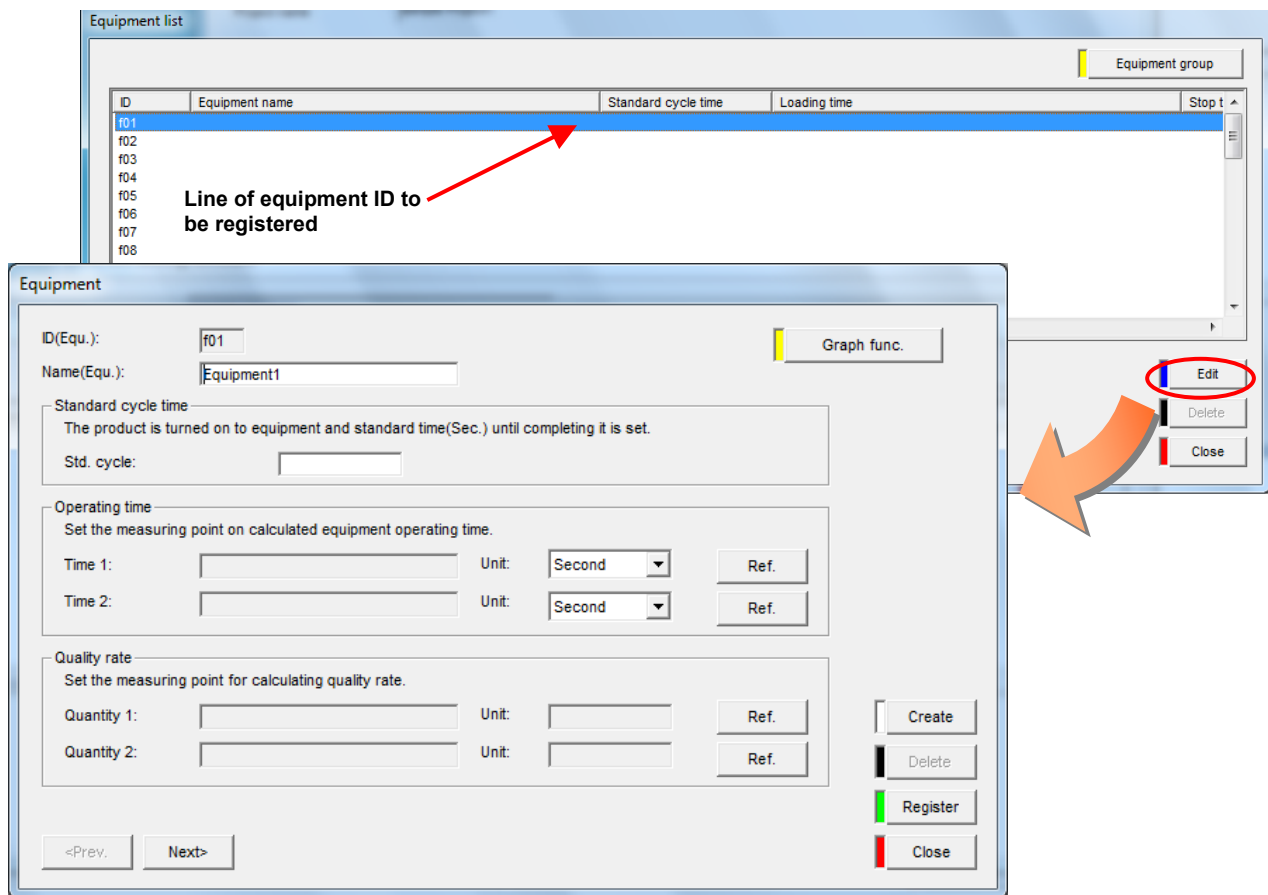 Equipment list
Equipment group
ID Equipment name Standard cycle time Loading time Stop t
f01
f02
f03
f04
f05
f06
f07
f08
Line of equipment ID to
be registered
Edit
Delete
Close
Equipment
ID(Equ.): f01
Graph func.
Name(Equ.): Equipment1
Standard cycle time
The product is turned on to equipment and standard time(Sec.) until completing it is set.
Std. cycle:
Operating time
Set the measuring point on calculated equipment operating time.
Time 1: Unit: Second Ref.
Time 2: Unit: Second Ref.
Quality rate
Set the measuring point for calculating quality rate.
Quantity 1: Unit: Ref.
Quantity 2: Unit: Ref.
Create
Delete
Register
Close
<Prev. Next>